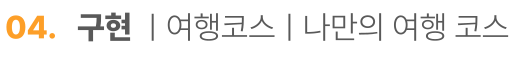 04. 구현 | 여행코스 | 나만의 여행 코스